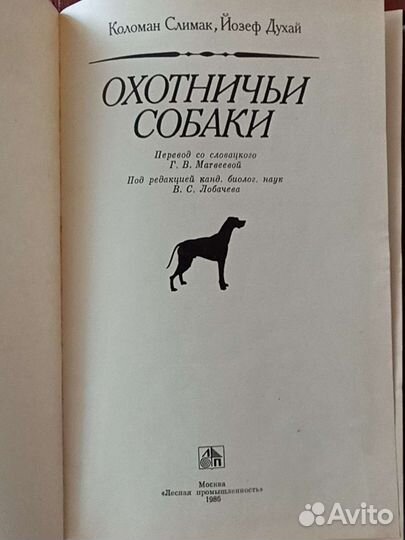 Коломан Слимак, Йозеф Духай
ОХОТНИЧЬИ
СОБАКИ
Перевод со словацкого
Г. В. Матвеевой
Под редакцией канд. биолог. наук
В. С. Лобачева
Москва
«Лесная промышленность»
1986
Avito